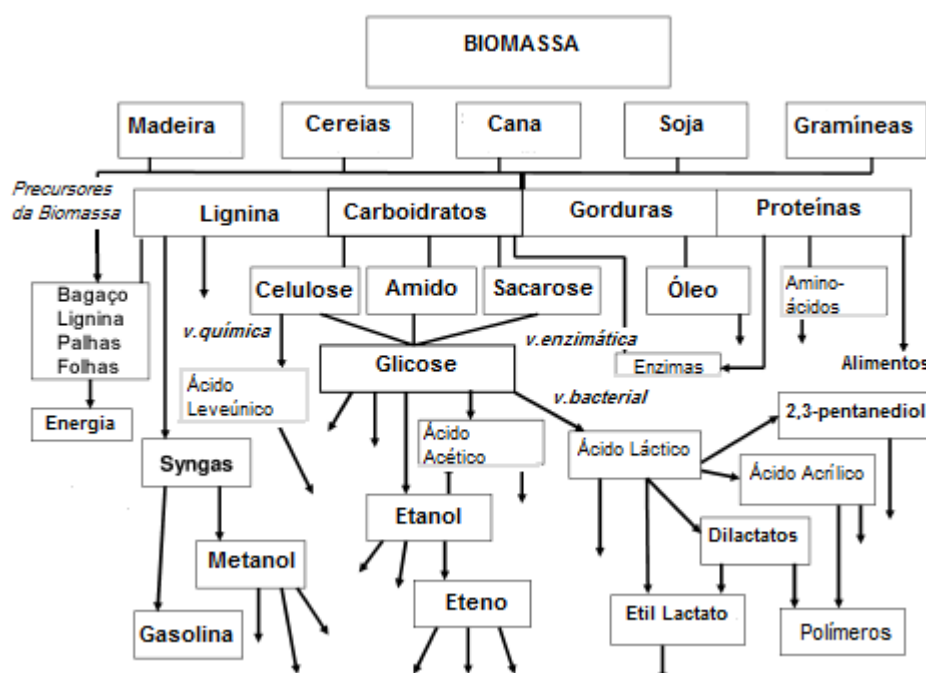 BIOMASSA
Madeira
Cereias
Cana
Soja
Gramíneas
Precursores
da Biomassa
Lignina
Carboidratos
Gorduras
Proteínas
Bagaço
Lignina
Palhas
Folhas
Celulose
Amido
Sacarose
Óleo
Amino-
ácidos
v.química
v.enzimática
Glicose
Enzimas
Alimentos
Ácido
Leveúnico
v.bacterial
2,3-pentanediol
Energia
Ácido
Acético
Ácido Láctico
Syngas
Ácido Acrílico
Etanol
Dilactatos
Metanol
Eteno
Etil Lactato
Gasolina
Polímeros